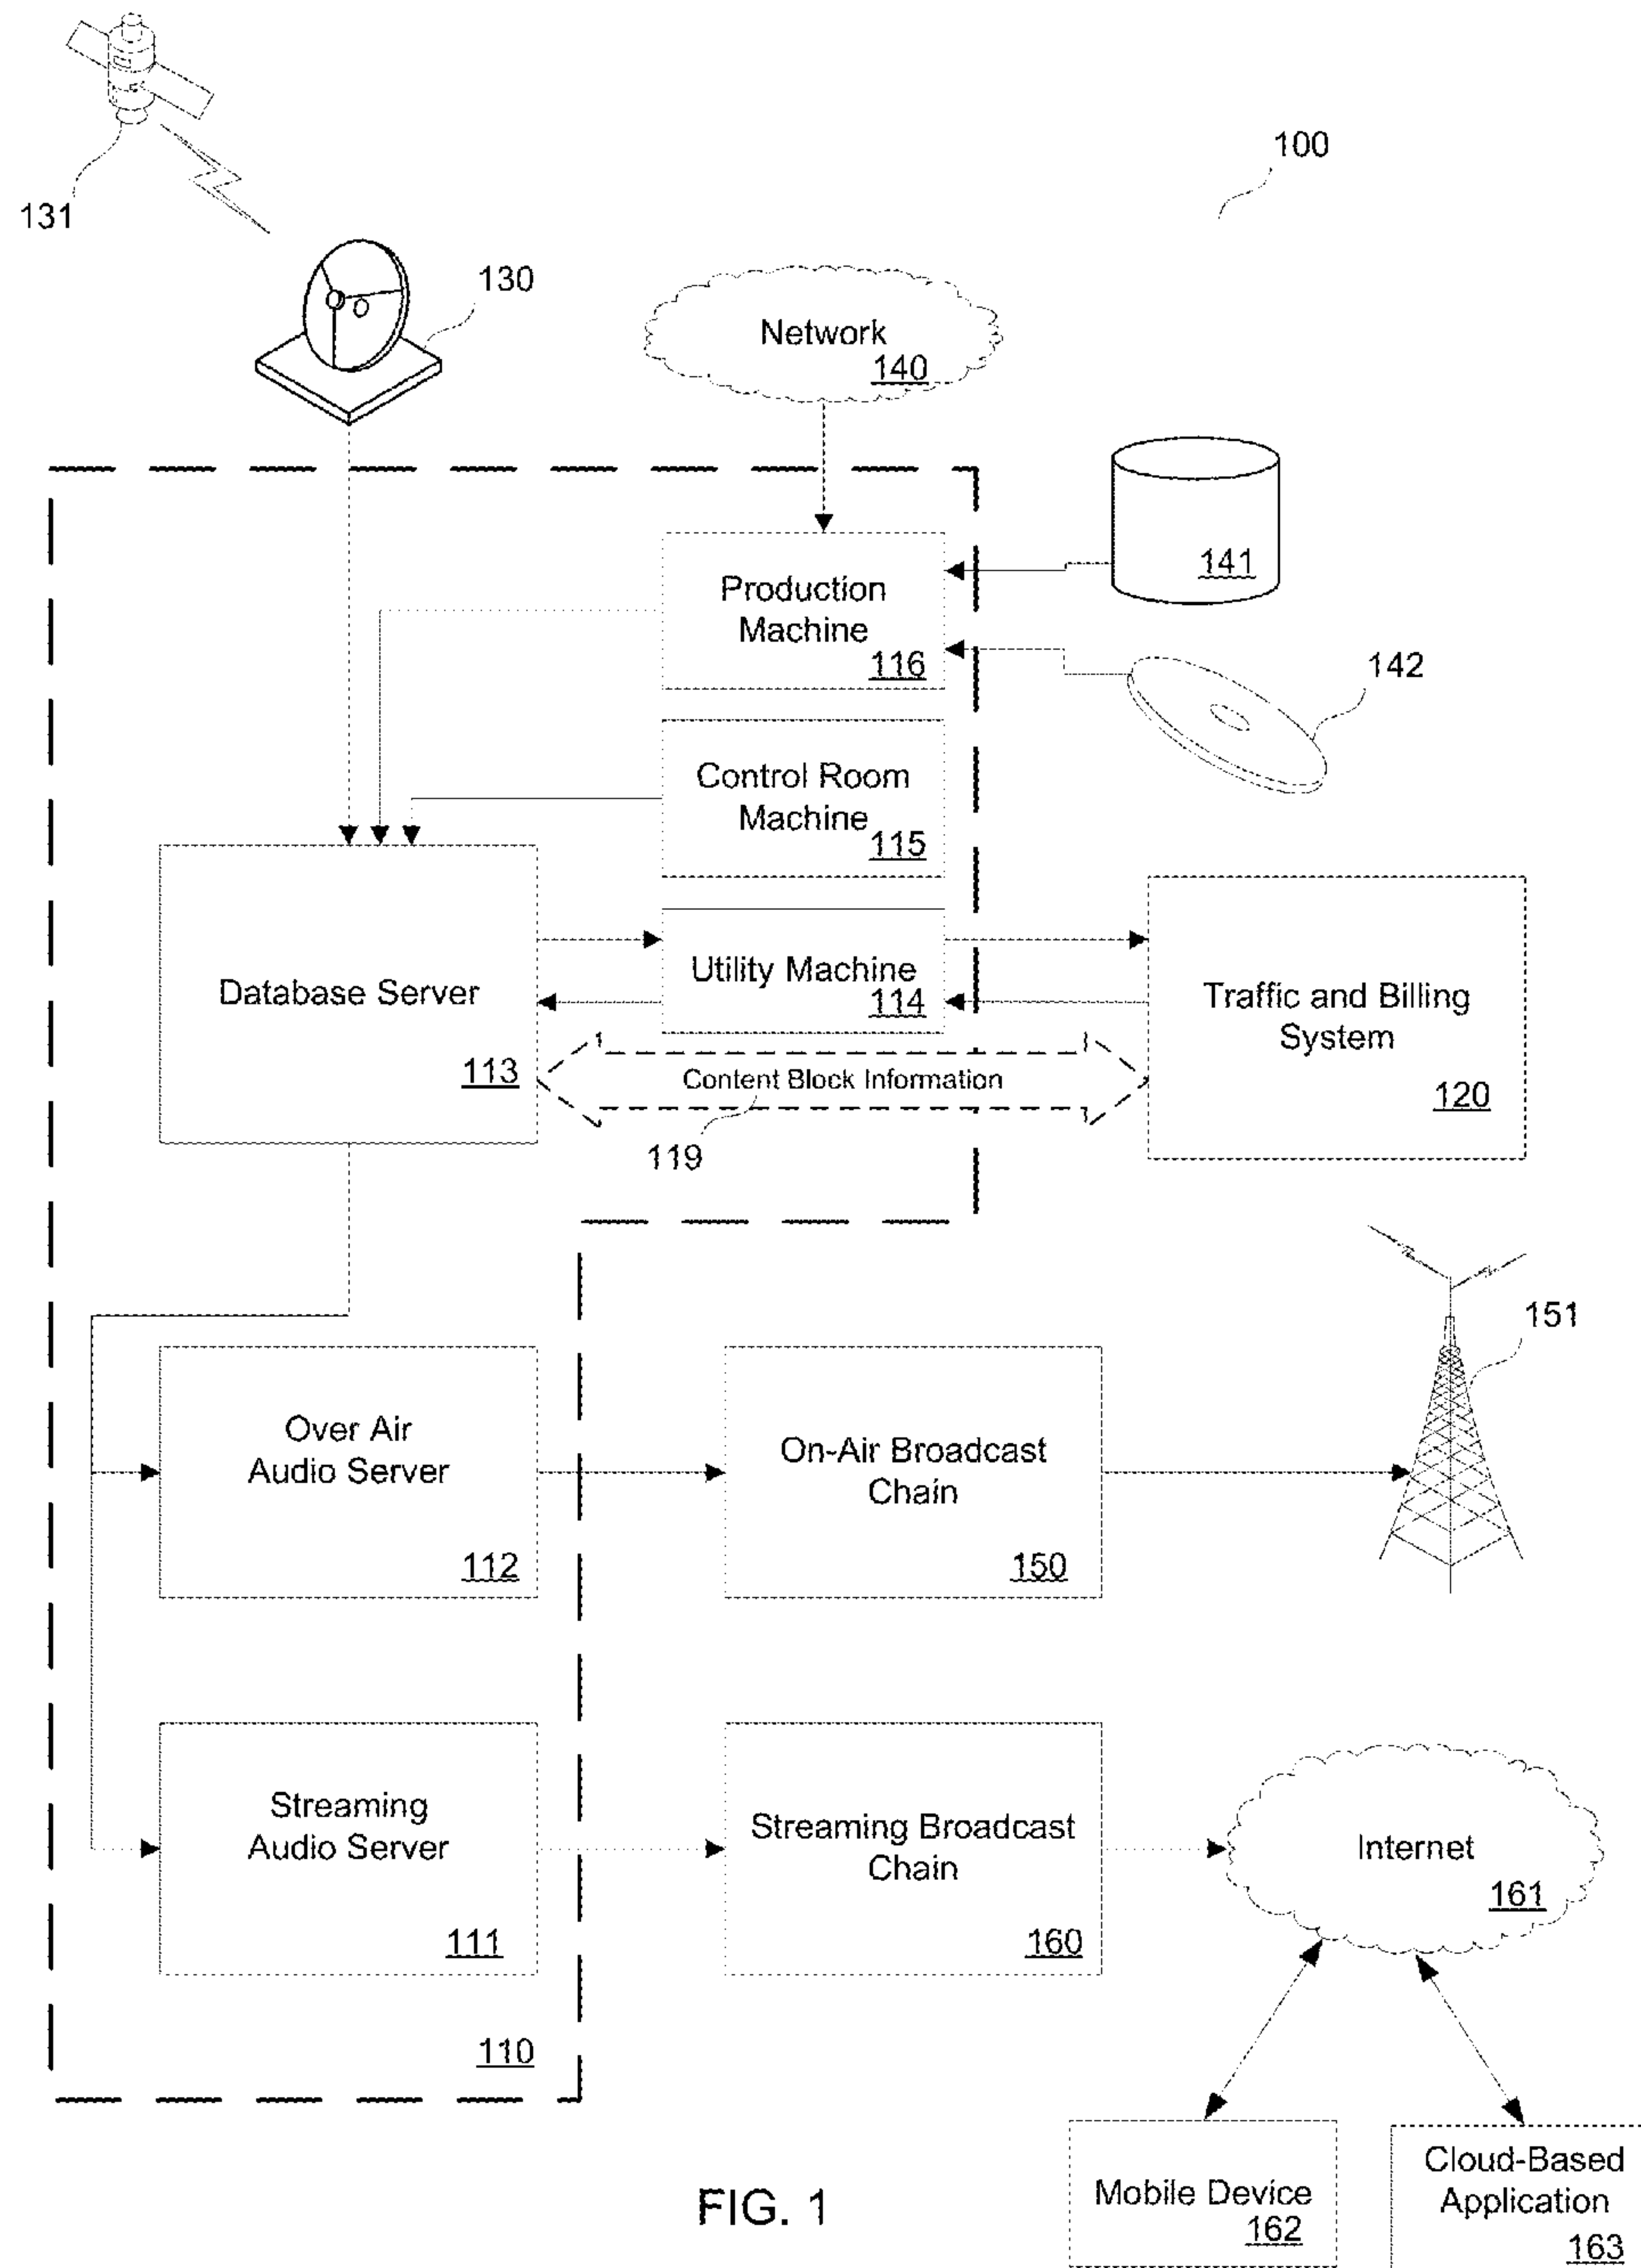 100
131
130
Network
140
141
Production
Machine
116
142
Control Room
Machine
115
Utility Machine
114
Database Server
113
Traffic and Billing
System
120
Content Block Information
119
151
Over Air
Audio Server
112
On-Air Broadcast
Chain
150
Streaming
Audio Server
111
Streaming Broadcast
Chain
160
Internet
161
110
Mobile Device
162
Cloud-Based
Application
163
FIG. 1